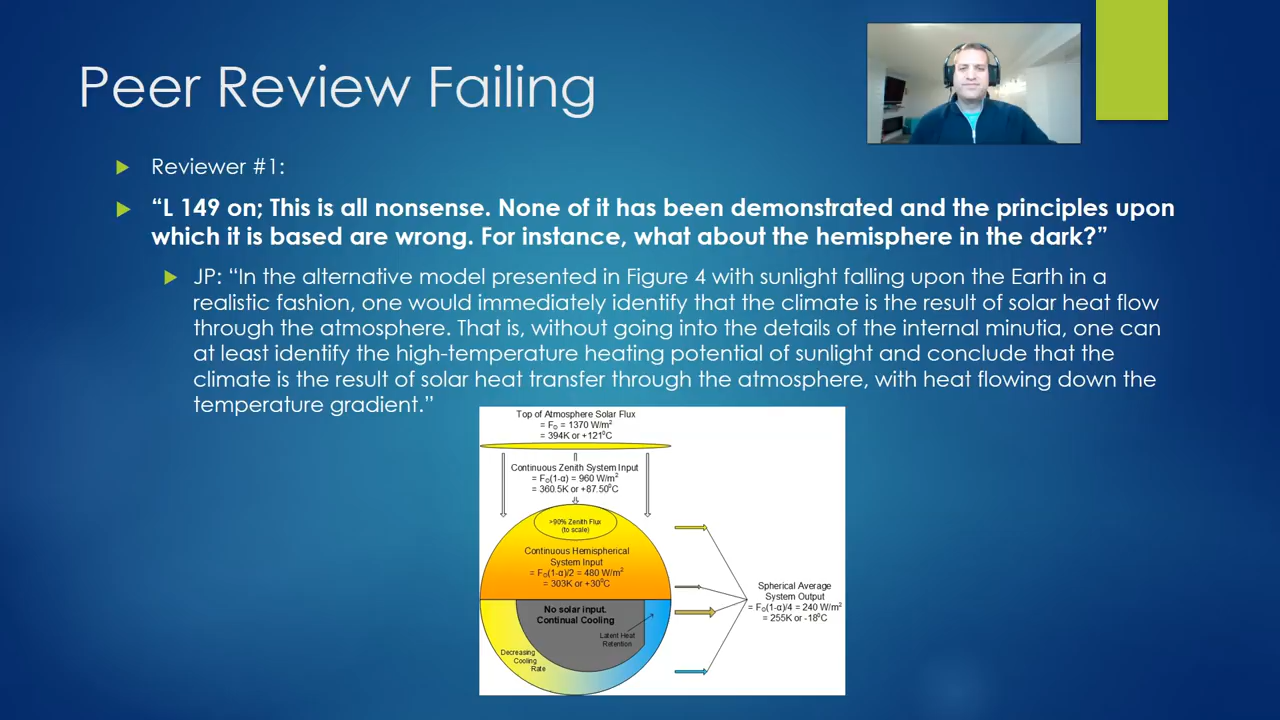 Peer Review Failing
Reviewer #1:
“L 149 on; This is all nonsense. None of it has been demonstrated and the principles upon
which it is based are wrong. For instance, what about the hemisphere in the dark?”
JP: “In the alternative model presented in Figure 4 with sunlight falling upon the Earth in a
realistic fashion, one would immediately identify that the climate is the result of solar heat flow
through the atmosphere. That is, without going into the details of the internal minutia, one can
at least identify the high-temperature heating potential of sunlight and conclude that the
climate is the result of solar heat transfer through the atmosphere, with heat flowing down the
temperature gradient.”
Top of Atmosphere Solar Flux
= F⊙ = 1370 W/m²
= 394K or +121⁰C
Continuous Zenith System Input
= F⊙(1-α) = 960 W/m²
= 360.5K or +87.50⁰C
>90% Zenith Flux
(to scale)
Continuous Hemispherical
System Input
= F⊙(1-α)/2 = 480 W/m²
= 303K or +30⁰C
No solar input.
Continual Cooling
Latent Heat
Retention
Decreasing
Cooling
Rate
Spherical Average
System Output
= F⊙(1-α)/4 = 240 W/m²
= 255K or -18⁰C